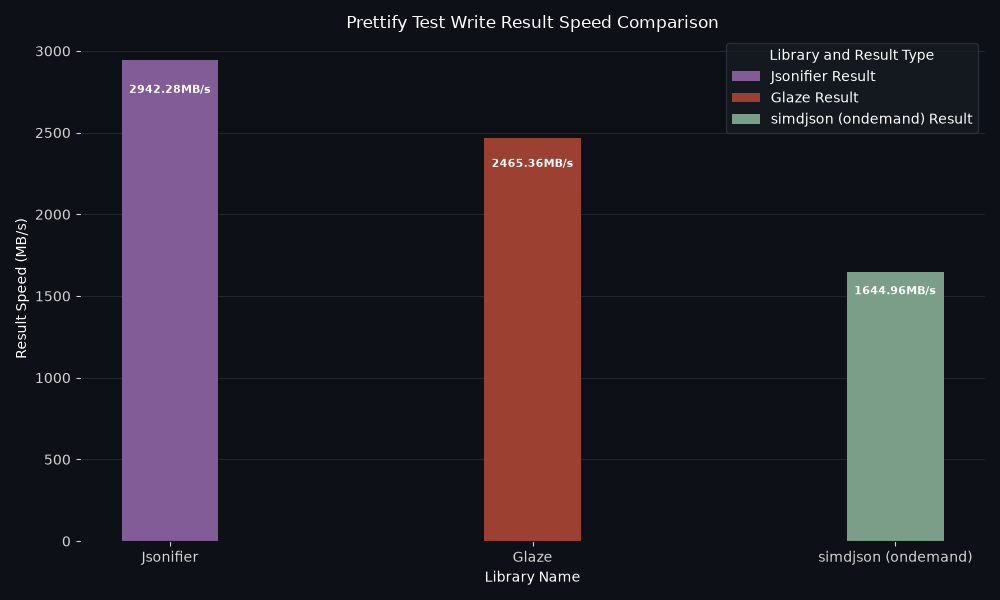 Prettify Test Write Result Speed Comparison
Library and Result Type
Jsonifier Result
Glaze Result
simdjson (ondemand) Result
Result Speed (MB/s)
3000
2500
2000
1500
1000
500
0
2942.28MB/s
2465.36MB/s
1644.96MB/s
Jsonifier
Glaze
simdjson (ondemand)
Library Name